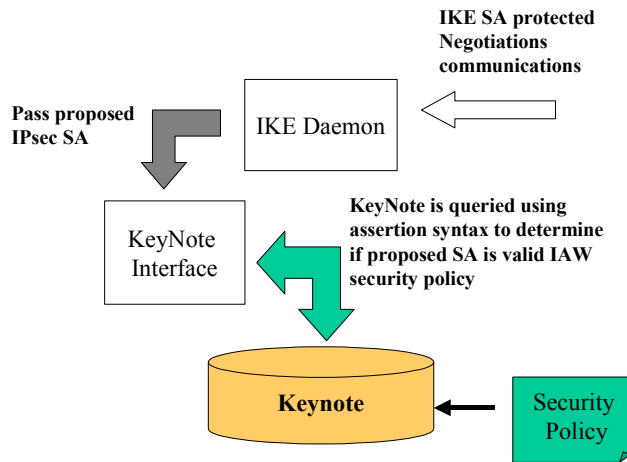 IKE SA protected
Negotiations
communications
Pass proposed
IPsec SA
IKE Daemon
KeyNote
Interface
KeyNote is queried using
assertion syntax to determine
if proposed SA is valid IAW
security policy
Keynote
Security
Policy